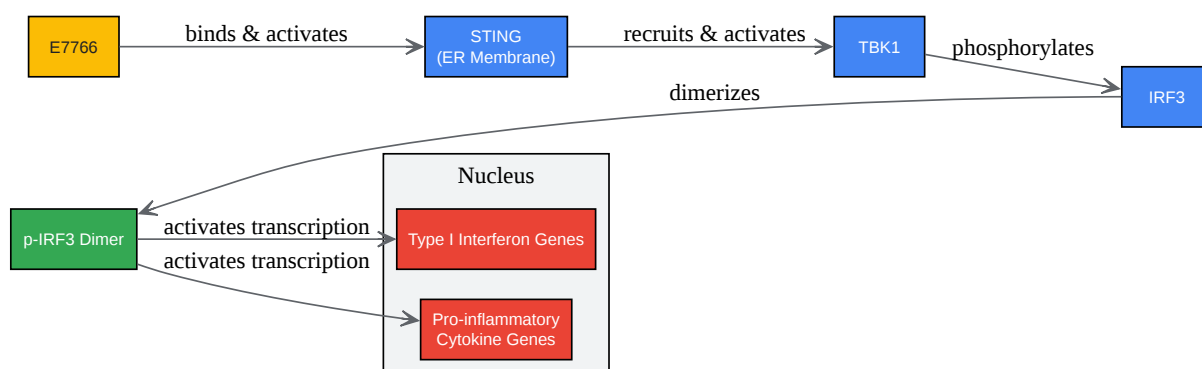 E7766
binds & activates
STING
(ER Membrane)
recruits & activates
TBK1
phosphorylates
IRF3
dimerizes
Nucleus
p-IRF3 Dimer
activates transcription
Type I Interferon Genes
activates transcription
Pro-inflammatory
Cytokine Genes